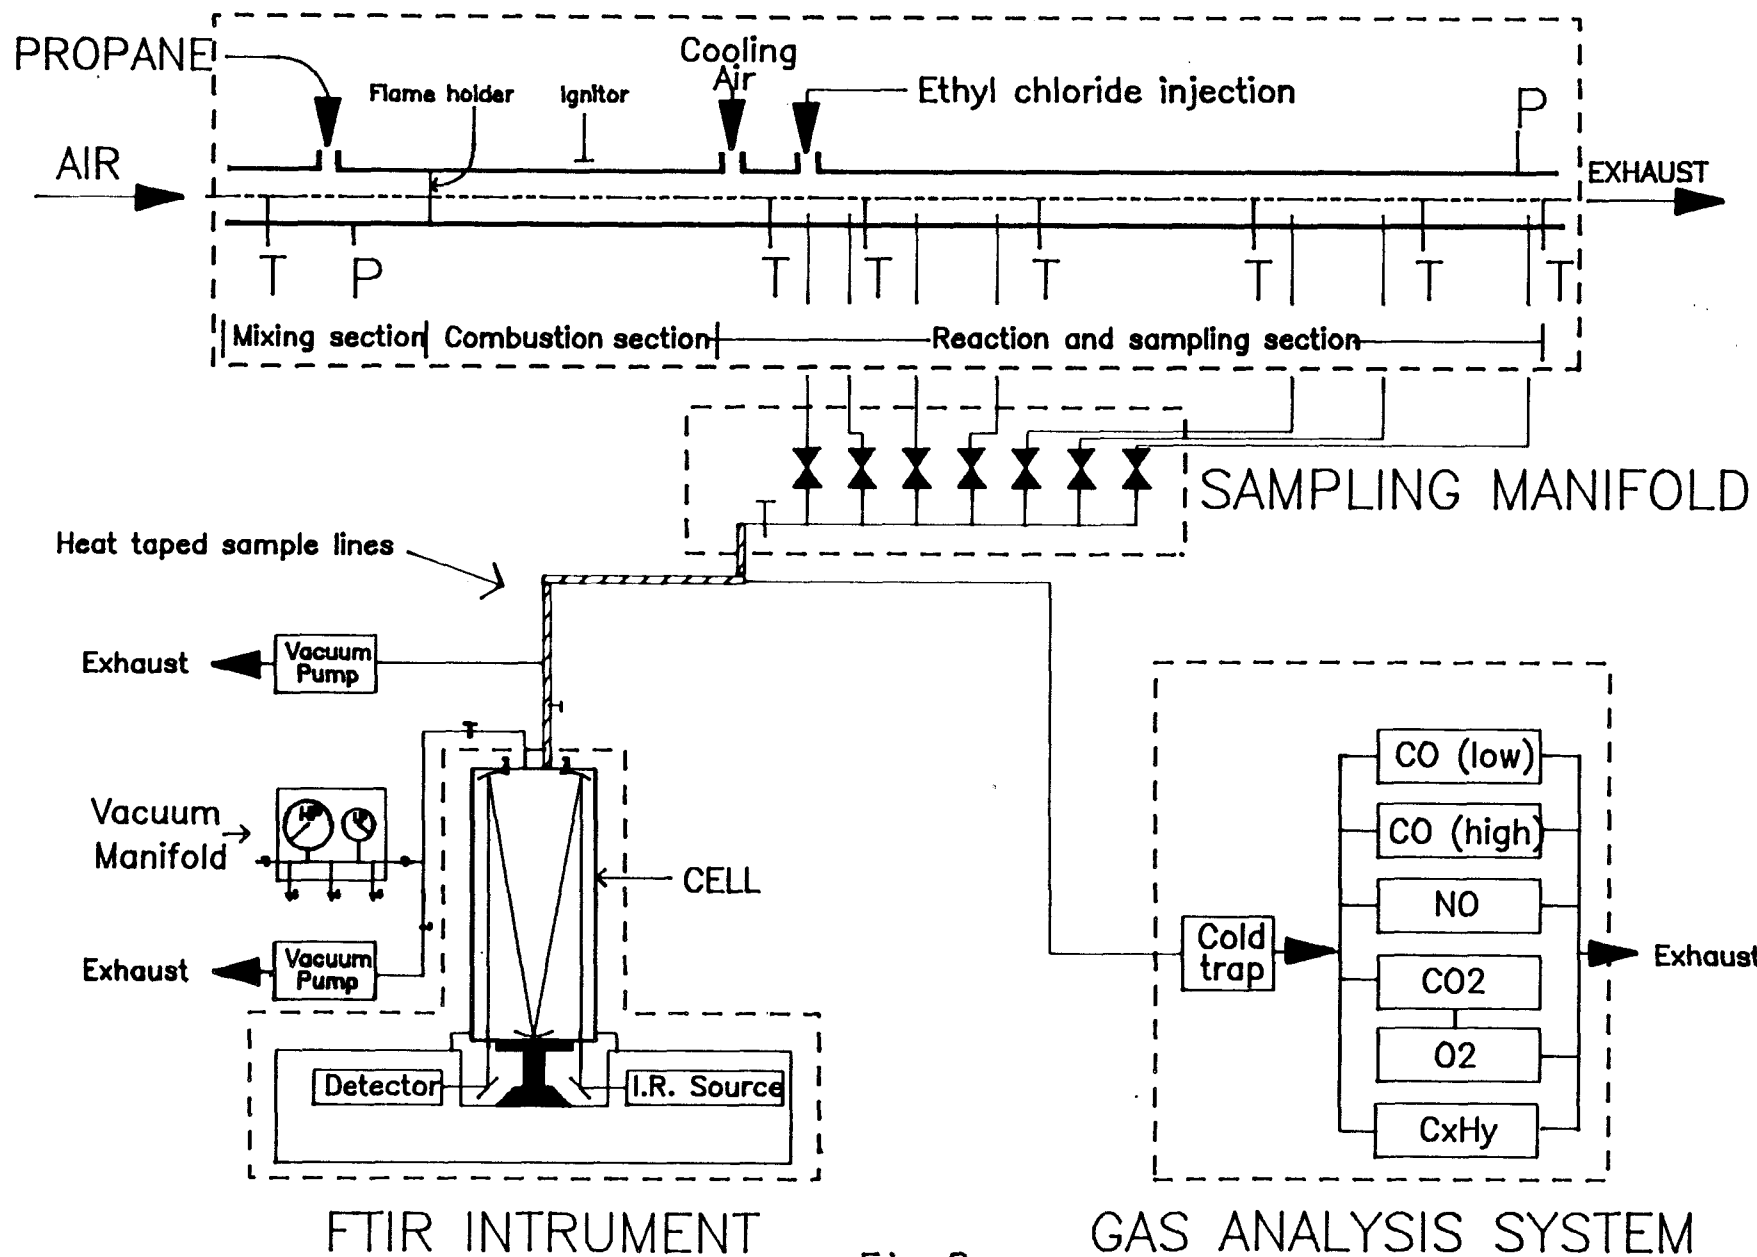 PROPANE
Cooling
Air
Flame holder
Ignitor
Ethyl chloride injection
P
AIR
EXHAUST
T
P
T
T
T
T
T
T
Mixing section
Combustion section
Reaction and sampling section
SAMPLING MANIFOLD
T
Heat taped sample lines
Exhaust
Vacuum
Pump
Vacuum
Manifold
HP
CELL
Exhaust
Vacuum
Pump
Detector
I.R. Source
FTIR INTRUMENT
CO (low)
CO (high)
NO
Cold
trap
CO2
O2
CxHy
Exhaust
GAS ANALYSIS SYSTEM